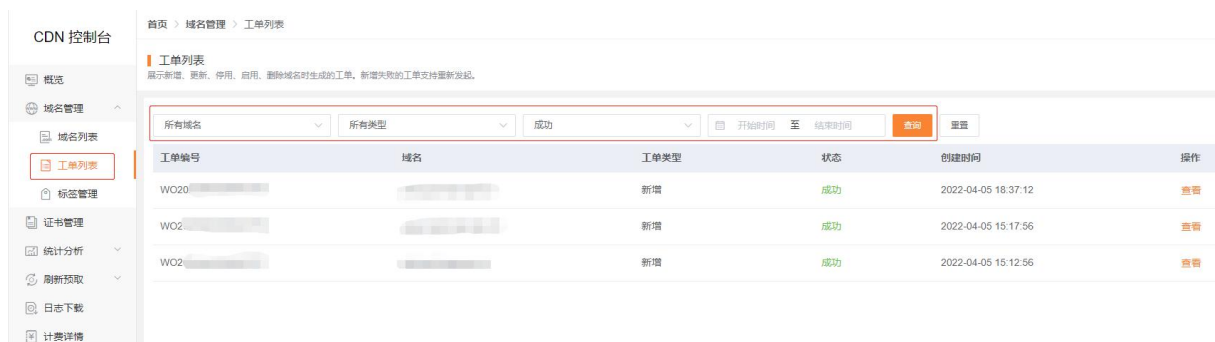 CDN 控制台
概览
域名管理
域名列表
工单列表
标签管理
证书管理
统计分析
刷新预取
日志下载
计费详情
首页 > 域名管理 > 工单列表
工单列表
展示新增、更新、停用、启用、删除域名时生成的工单。新增失败的工单支持重新发起。
所有域名 所有类型 成功 开始时间 至 结束时间 查询 重置
工单编号 域名 工单类型 状态 创建时间 操作
WO20 新增 成功 2022-04-05 18:37:12 查看
WO2 新增 成功 2022-04-05 15:17:56 查看
WO2 新增 成功 2022-04-05 15:12:56 查看